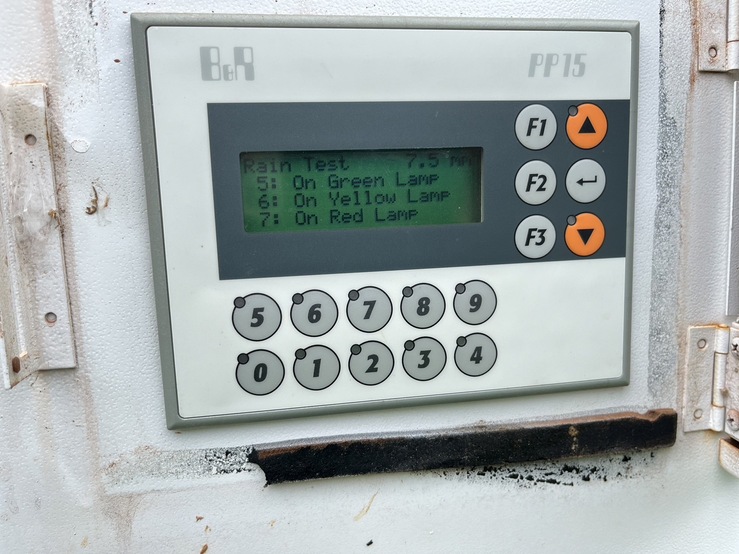 B&R PP15
Rain Test 7.5 mm
5: On Green Lamp
6: On Yellow Lamp
7: On Red Lamp
F1
F2
F3
5 6 7 8 9
0 1 2 3 4